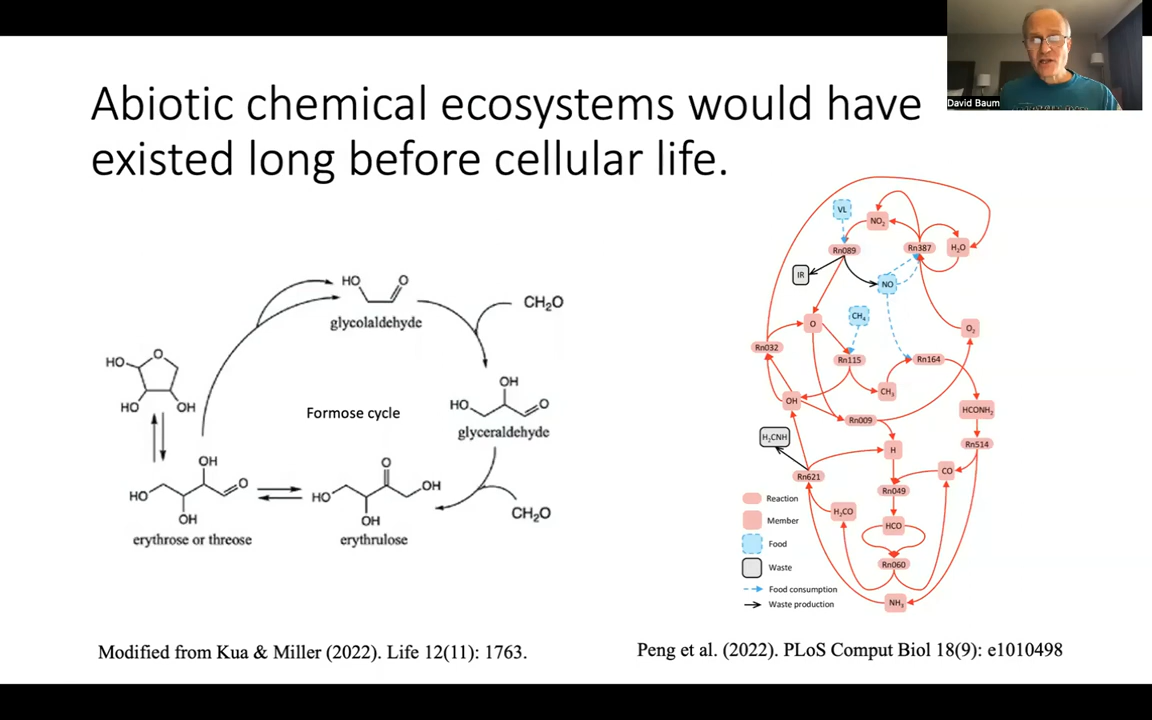 David Baum
Abiotic chemical ecosystems would have
existed long before cellular life.
HO
O
glycolaldehyde
CH₂O
OH
HO
O
glyceraldehyde
Formose cycle
HO
O
HO
OH
OH
HO
O
OH
erythrose or threose
O
HO
OH
OH
erythrulose
CH₂O
Modified from Kua & Miller (2022). Life 12(11): 1763.
VL
NO₂
Rn089
Rn387
H₂O
IR
NO
O
CH₄
O₂
Rn032
Rn115
Rn164
CH₃
OH
HCONH₂
Rn009
H₂CNH
H
Rn514
Rn621
CO
Rn049
H₂CO
HCO
Rn060
NH₃
Reaction
Member
Food
Waste
Food consumption
Waste production
Peng et al. (2022). PLoS Comput Biol 18(9): e1010498